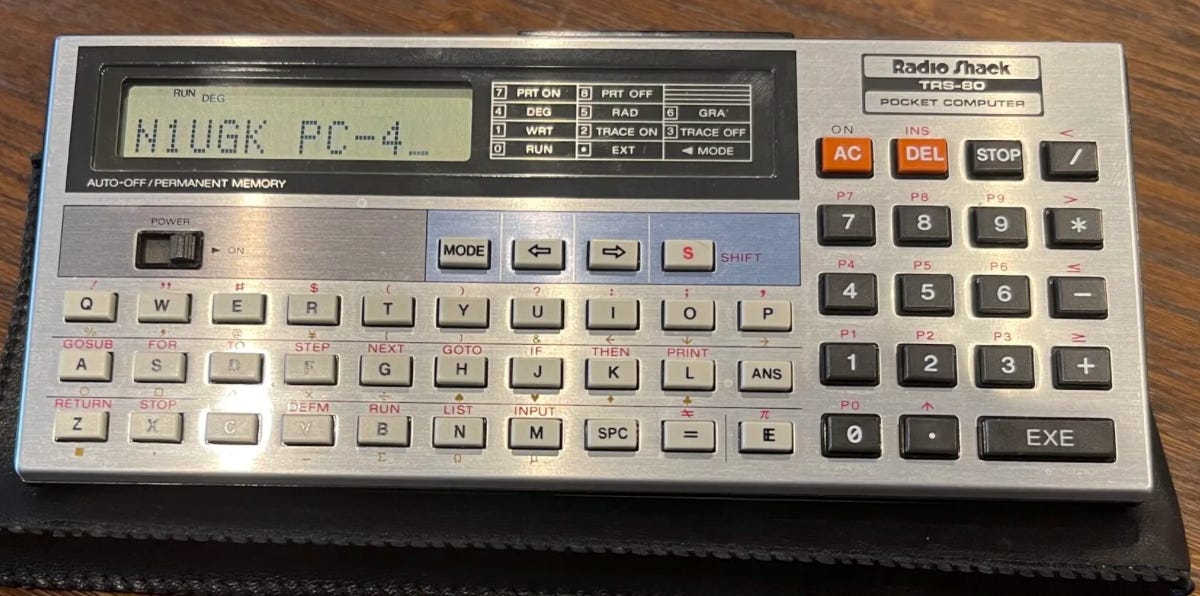 Radio Shack
TRS-80
POCKET COMPUTER
RUN DEG
N1UGK PC-4_
7 PRT ON 8 PRT OFF
4 DEG 5 RAD 6 GRA
1 WRT 2 TRACE ON 3 TRACE OFF
0 RUN • EXT ◄ MODE
AUTO-OFF/PERMANENT MEMORY
POWER
► ON
MODE ⇦ ⇨ S SHIFT
ON INS <
AC DEL STOP /
P7 P8 P9 >
7 8 9 *
P4 P5 P6 ≤
4 5 6 −
P1 P2 P3 ≥
1 2 3 +
P0 ↑
0 . EXE
! " # $ ( ) ? : ; ,
Q W E R T Y U I O P
% ' @ ¥ & ← ↓ →
GOSUB FOR TO STEP NEXT GOTO IF THEN PRINT
A S D F G H J K L ANS
○ □ ÷ ♠ ♥ ♦ ♣
RETURN STOP DEFM RUN LIST INPUT ≠ π
Z X C V B N M SPC = E
■ Σ Ω μ